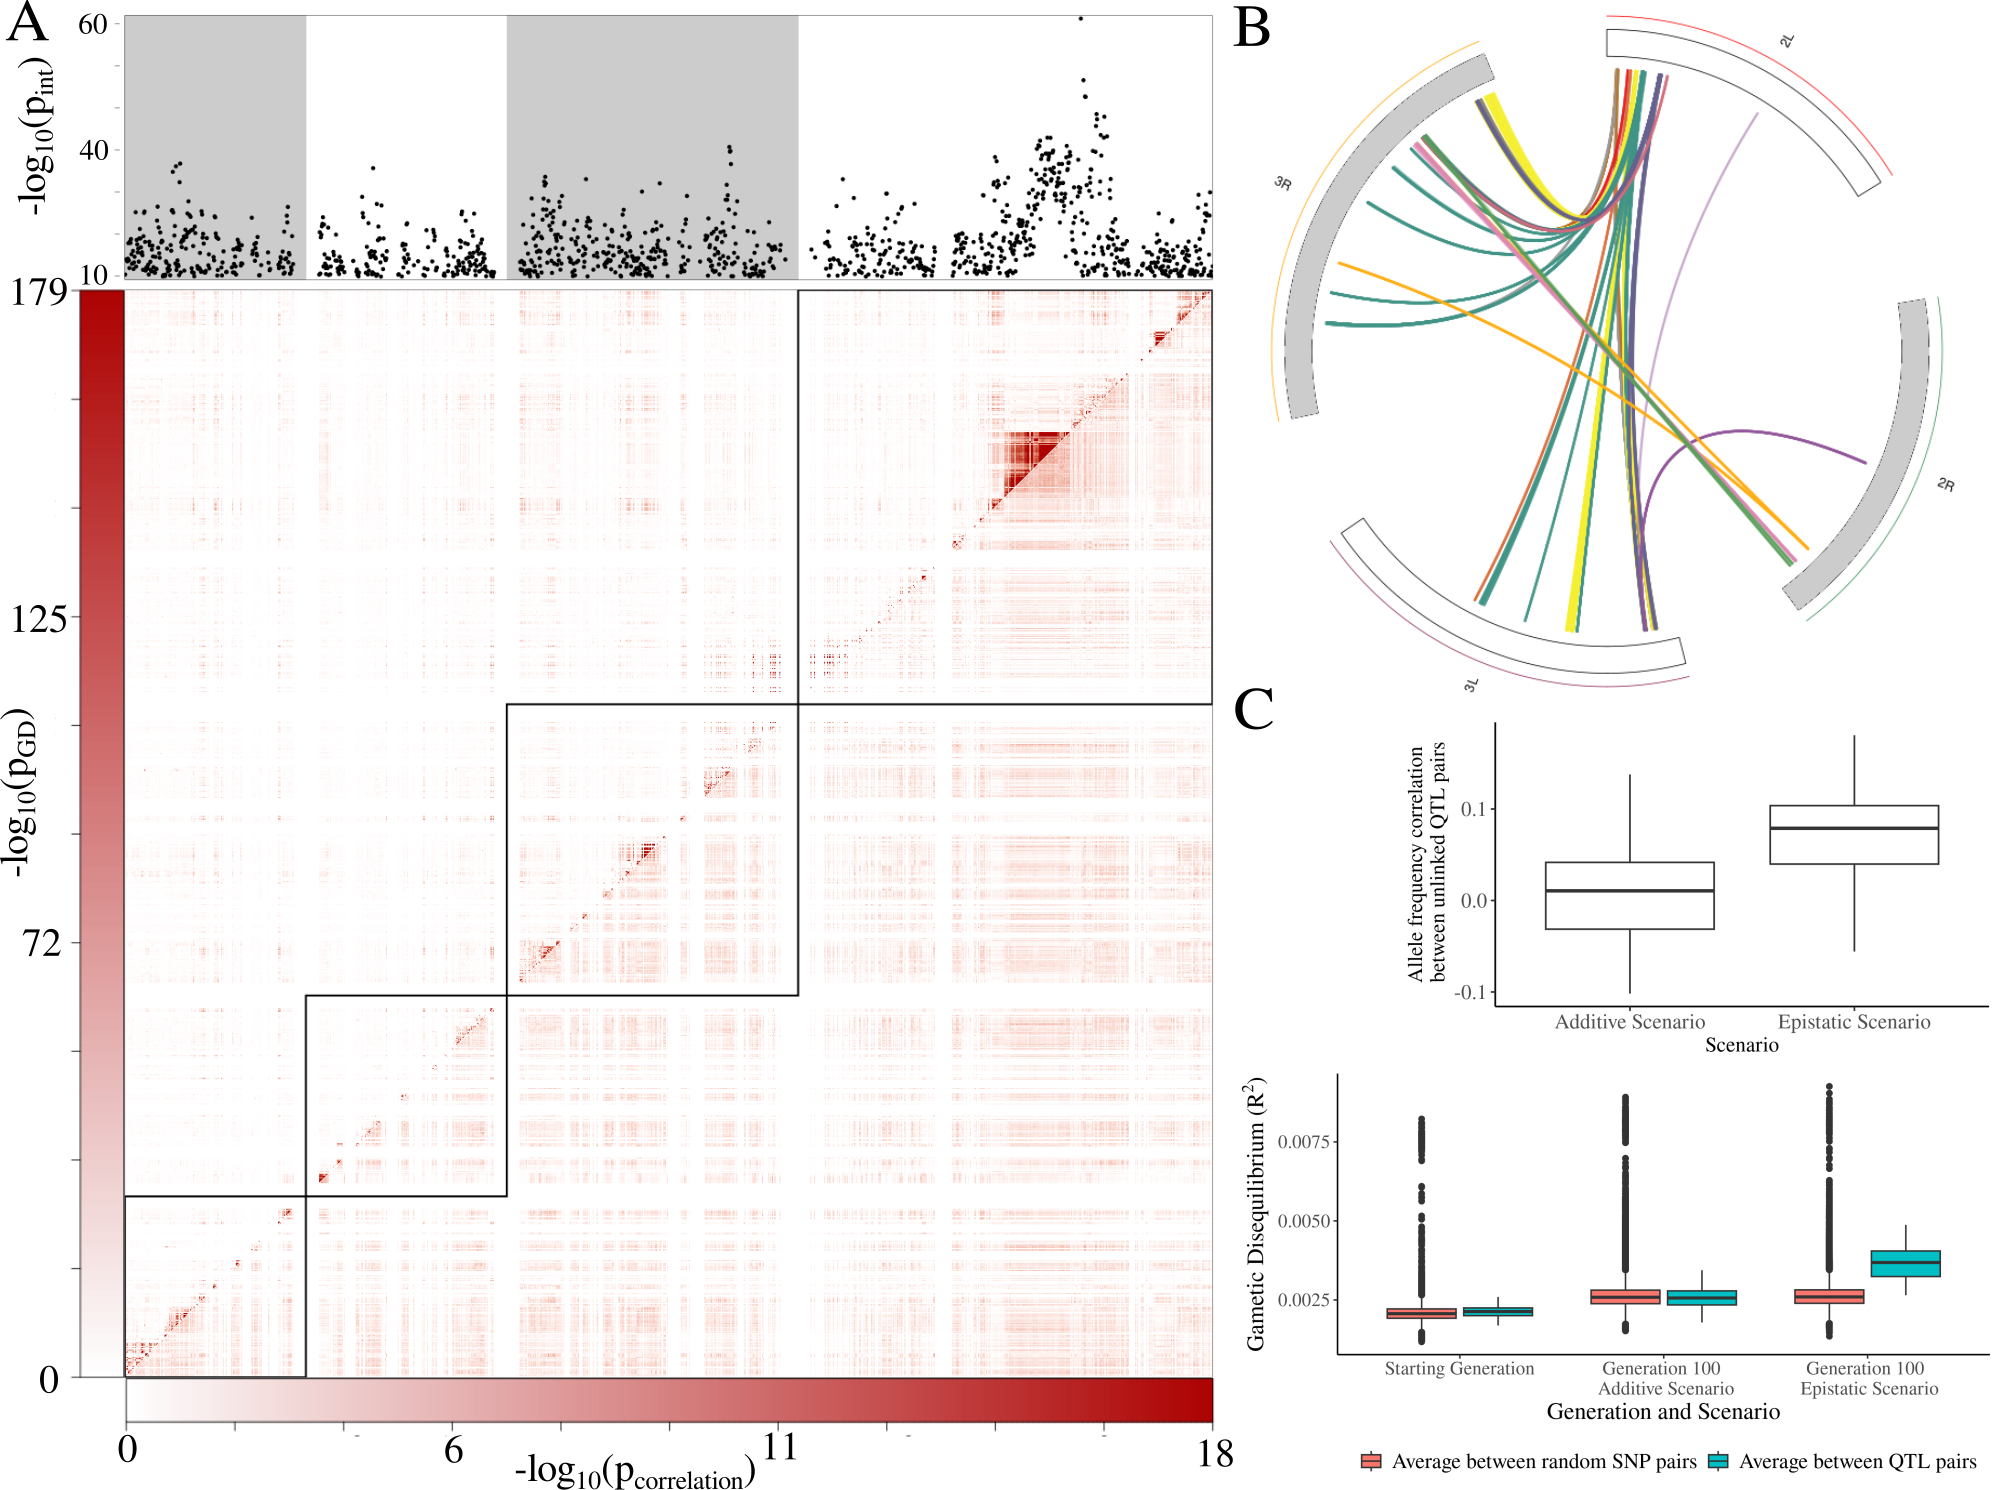 A
60
40
10
-log10(pint)
179
125
72
0
-log10(pGD)
0
6
11
18
-log10(pcorrelation)
B
2L
3R
2R
3L
C
Allele frequency correlation
between unlinked QTL pairs
0.1
0.0
-0.1
Additive Scenario
Epistatic Scenario
Scenario
Gametic Disequilibrium (R2)
0.0075
0.0050
0.0025
Starting Generation
Generation 100
Additive Scenario
Generation 100
Epistatic Scenario
Generation and Scenario
Average between random SNP pairs
Average between QTL pairs